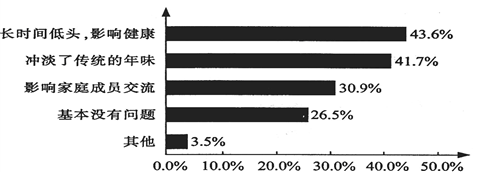 长时间低头,影响健康 43.6%
冲淡了传统的年味 41.7%
影响家庭成员交流 30.9%
基本没有问题 26.5%
其他 3.5%
0.0% 10.0% 20.0% 30.0% 40.0% 50.0%